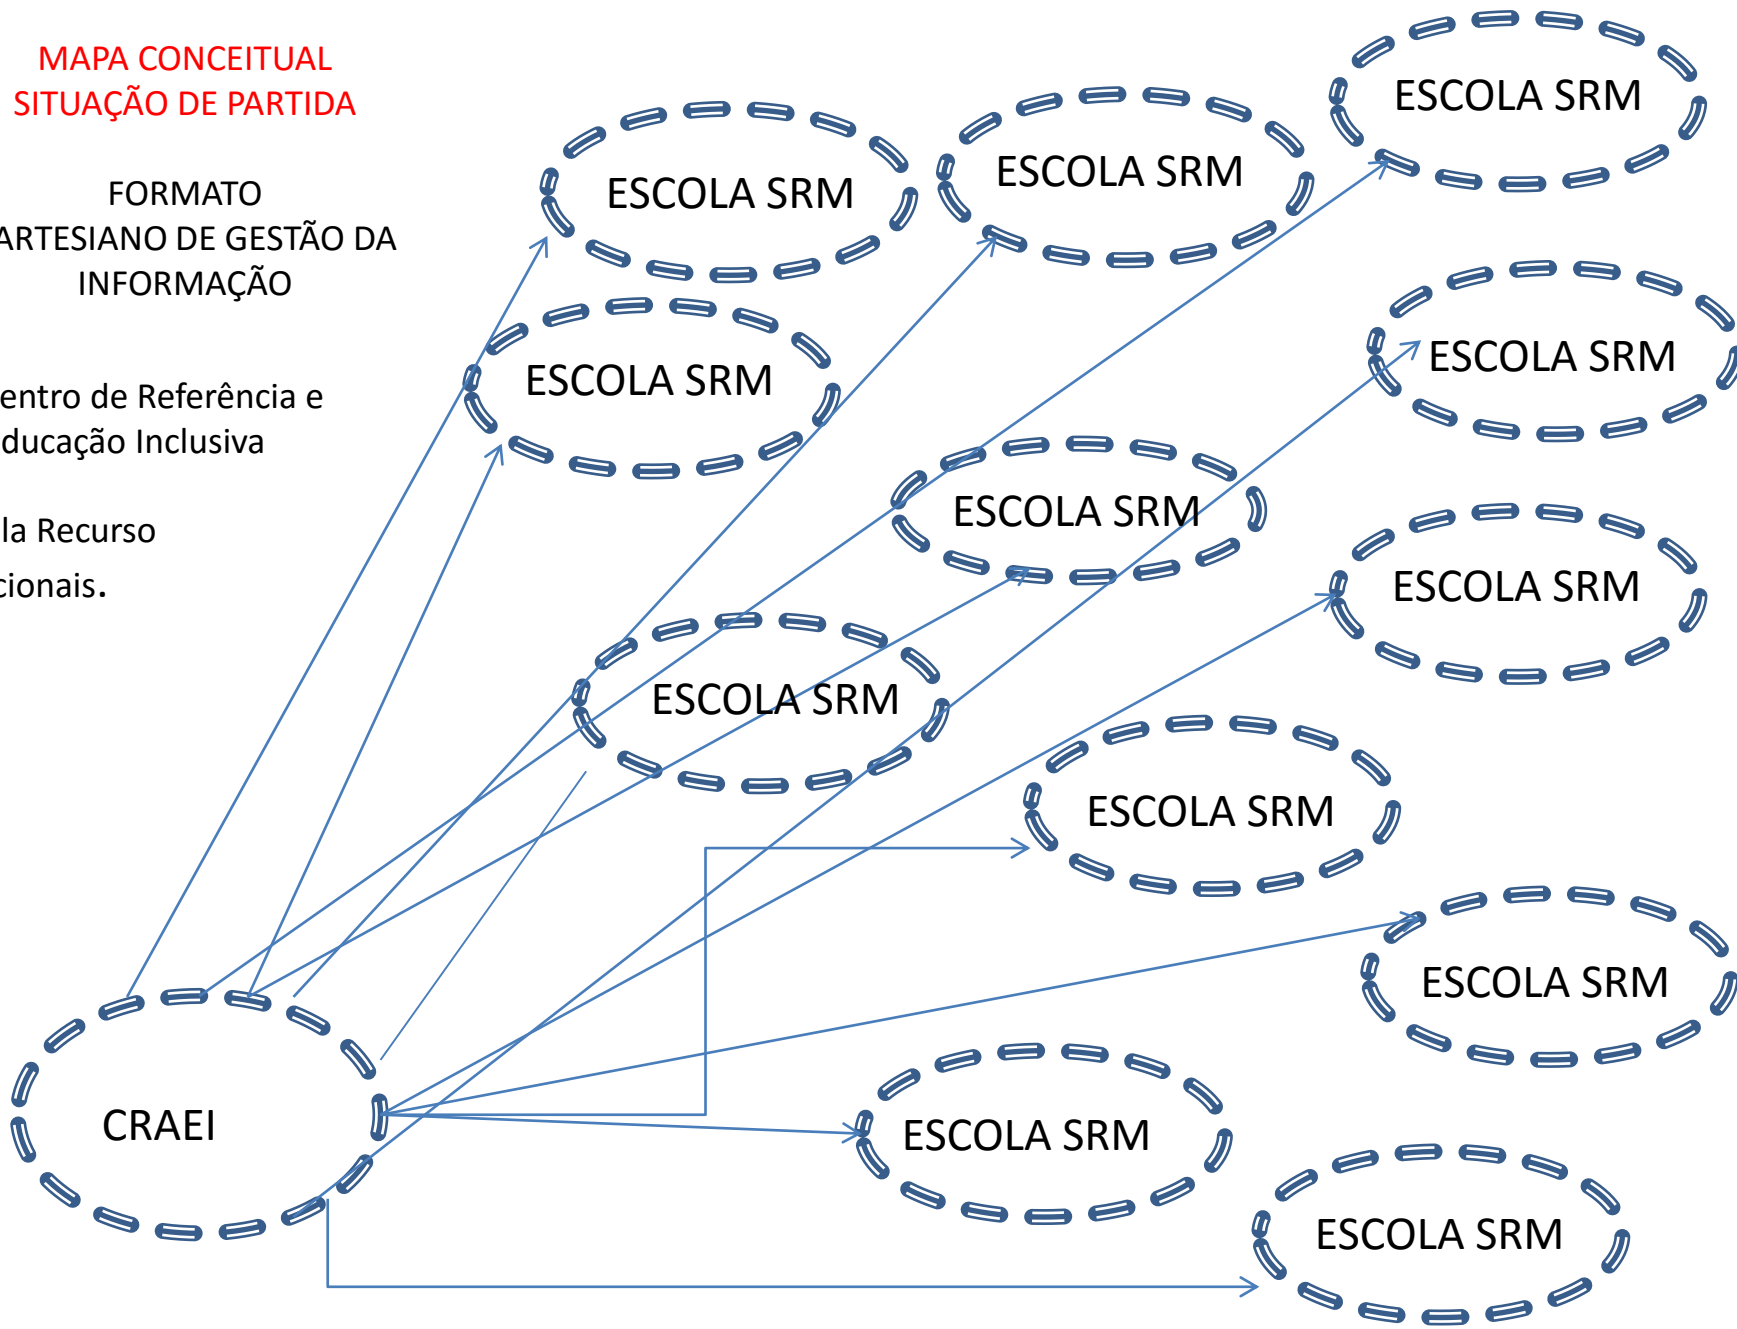 MAPA CONCEITUAL
SITUAÇÃO DE PARTIDA
FORMATO
ARTESIANO DE GESTÃO DA
INFORMAÇÃO
entro de Referência e
ducação Inclusiva
la Recurso
cionais.
ESCOLA SRM
ESCOLA SRM
ESCOLA SRM
ESCOLA SRM
ESCOLA SRM
ESCOLA SRM
ESCOLA SRM
ESCOLA SRM
ESCOLA SRM
ESCOLA SRM
CRAEI
ESCOLA SRM
ESCOLA SRM